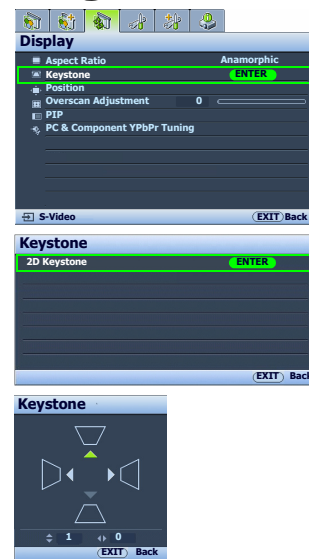 Display
Aspect Ratio Anamorphic
Keystone ENTER
Position
Overscan Adjustment 0
PIP
PC & Component YPbPr Tuning
S-Video EXIT Back
Keystone
2D Keystone ENTER
EXIT Back
Keystone
1 0
EXIT Back